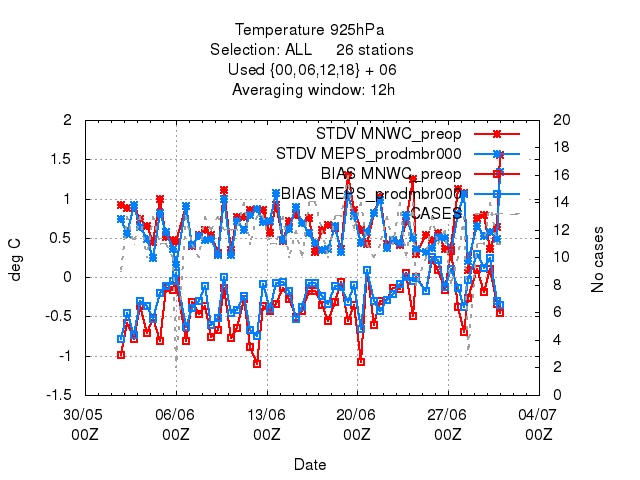 Temperature 925hPa
Selection: ALL 26 stations
Used {00,06,12,18} + 06
Averaging window: 12h
STDV MNWC_preop
STDV MEPS_prodmbr000
BIAS MNWC_preop
BIAS MEPS_prodmbr000
CASES
deg C
2
1.5
1
0.5
0
-0.5
-1
-1.5
No cases
20
18
16
14
12
10
8
6
4
2
0
30/05 06/06 13/06 20/06 27/06 04/07
00Z 00Z 00Z 00Z 00Z 00Z
Date